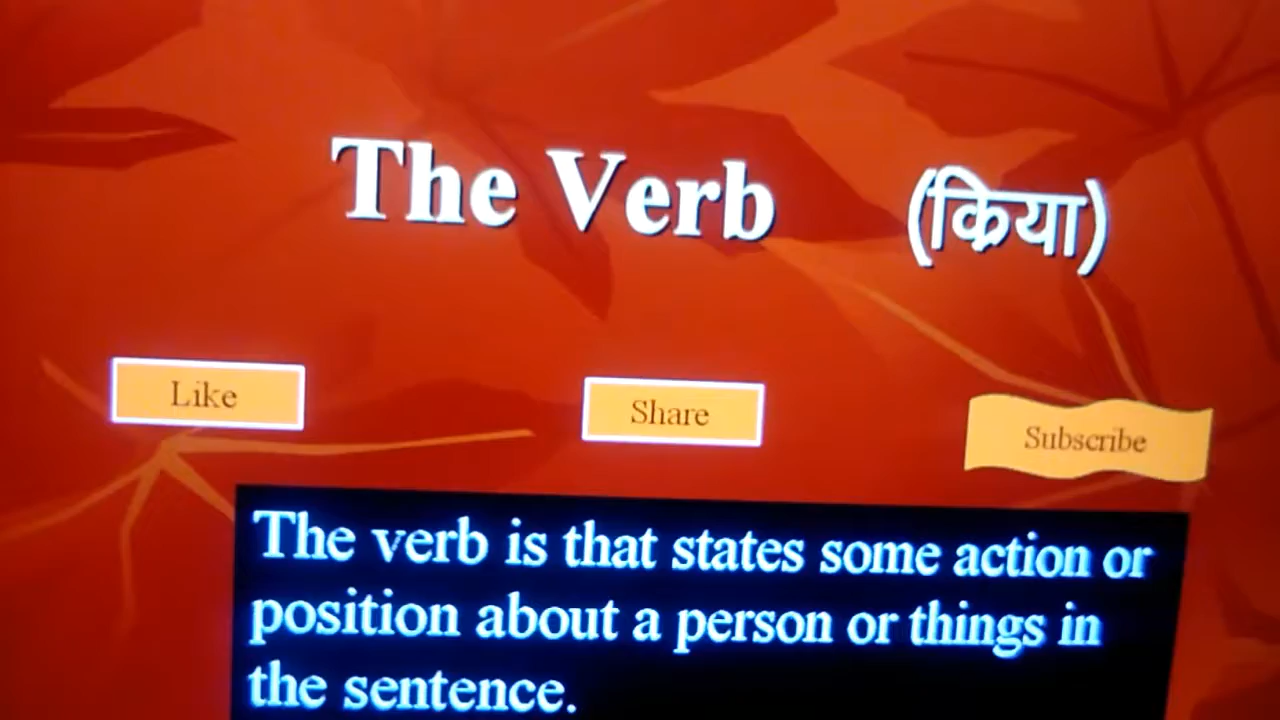 The Verb (क्रिया)
Like Share Subscribe
The verb is that states some action or
position about a person or things in
the sentence.